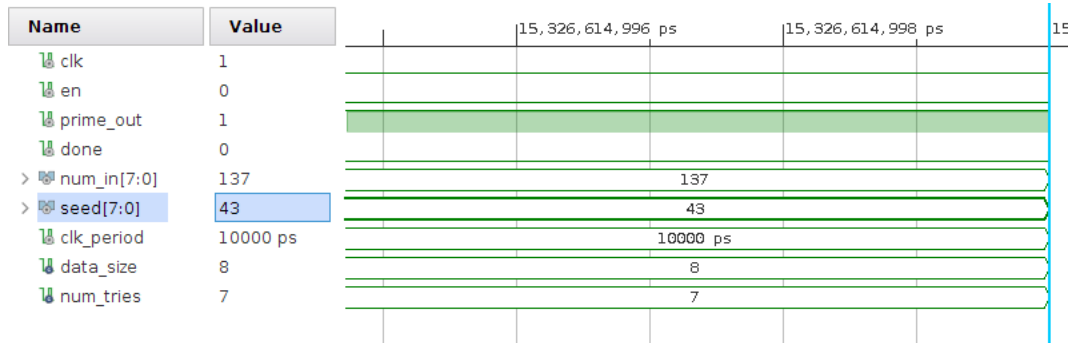 Name Value 15,326,614,996 ps 15,326,614,998 ps 15
clk 1
en 0
prime_out 1
done 0
num_in[7:0] 137 137
seed[7:0] 43 43
clk_period 10000 ps 10000 ps
data_size 8 8
num_tries 7 7